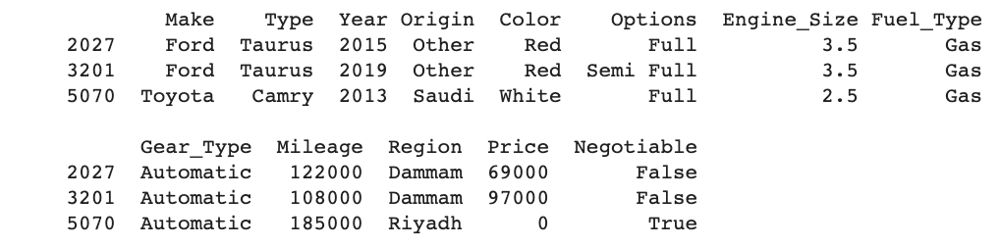 Make Type Year Origin Color Options Engine_Size Fuel_Type
2027 Ford Taurus 2015 Other Red Full 3.5 Gas
3201 Ford Taurus 2019 Other Red Semi Full 3.5 Gas
5070 Toyota Camry 2013 Saudi White Full 2.5 Gas
Gear_Type Mileage Region Price Negotiable
2027 Automatic 122000 Dammam 69000 False
3201 Automatic 108000 Dammam 97000 False
5070 Automatic 185000 Riyadh 0 True